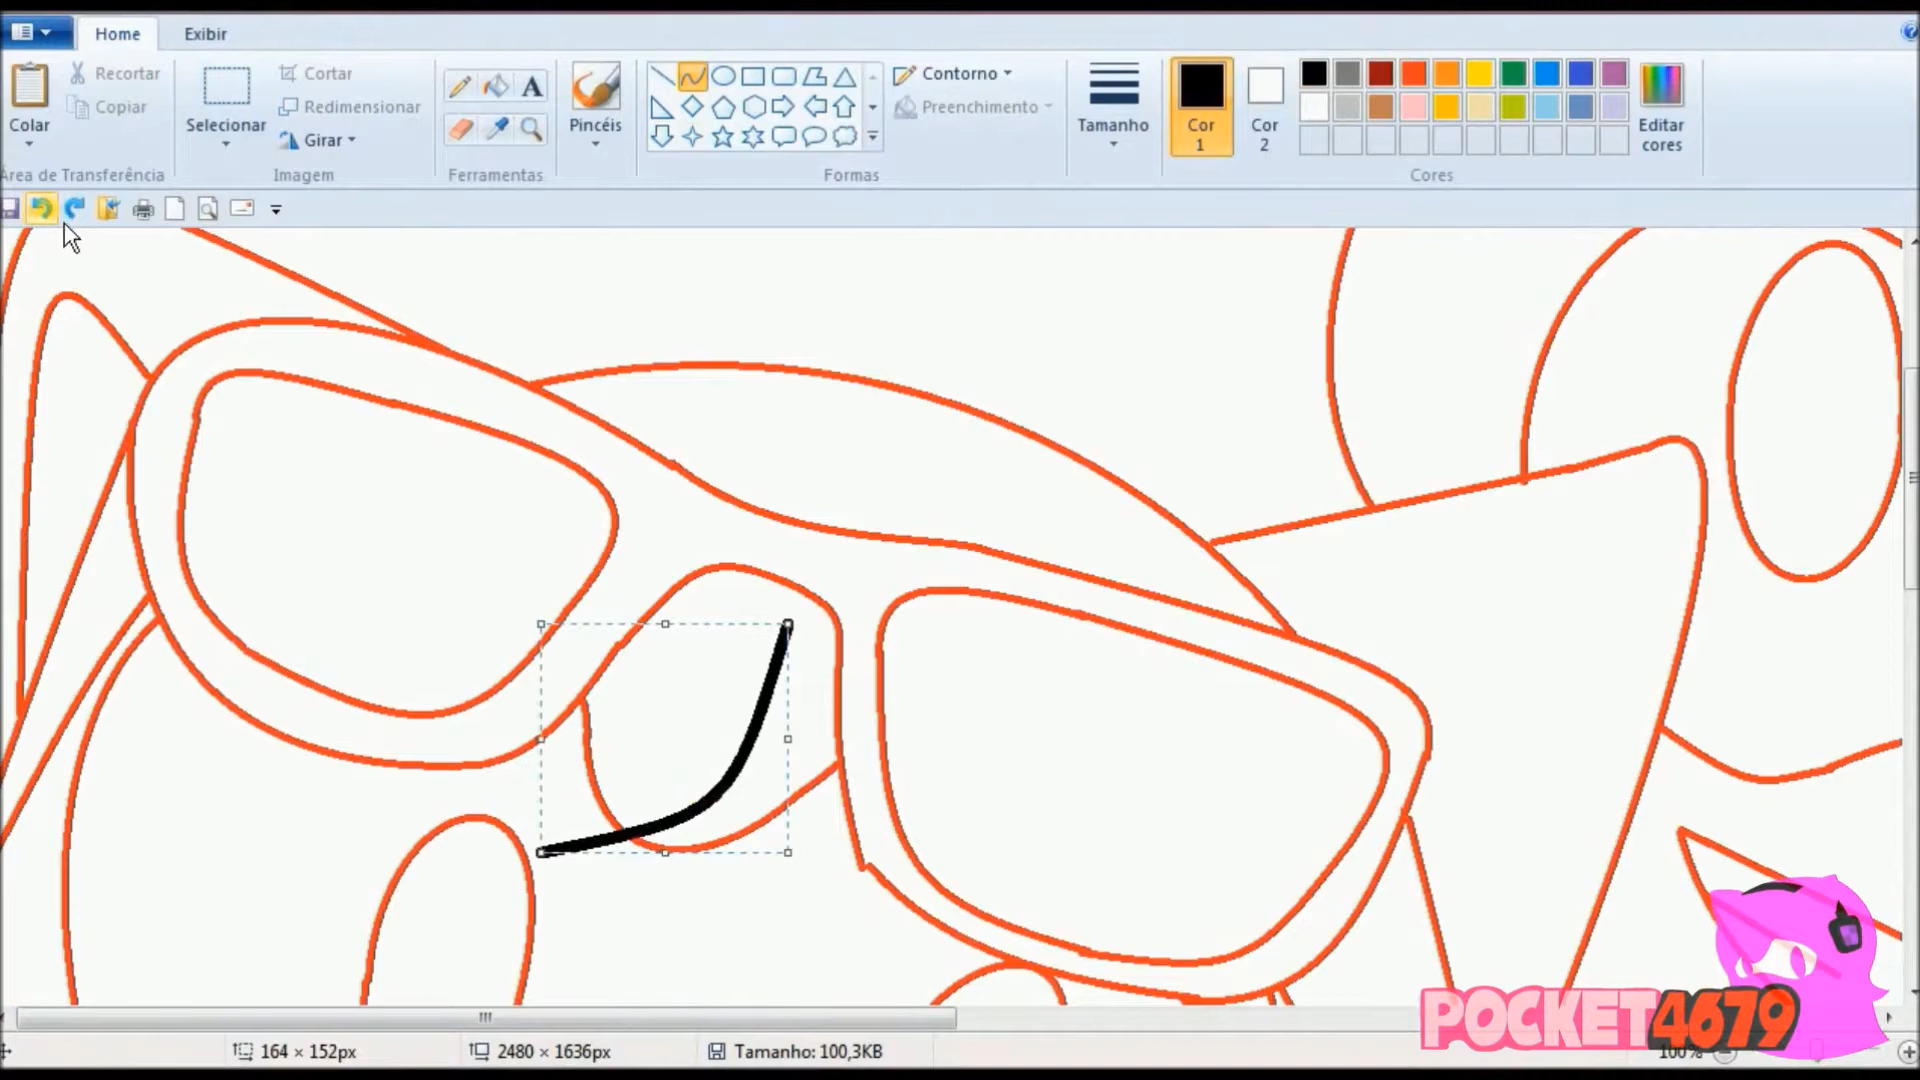 Home Exibir
Colar
Recortar
Copiar
Área de Transferência
Selecionar
Cortar
Redimensionar
Girar
Imagem
A
Ferramentas
Pincéis
Contorno
Preenchimento
Formas
Tamanho
Cor
1
Cor
2
Editar
cores
Cores
164 × 152px
2480 × 1636px
Tamanho: 100,3KB
100%
POCKET4679